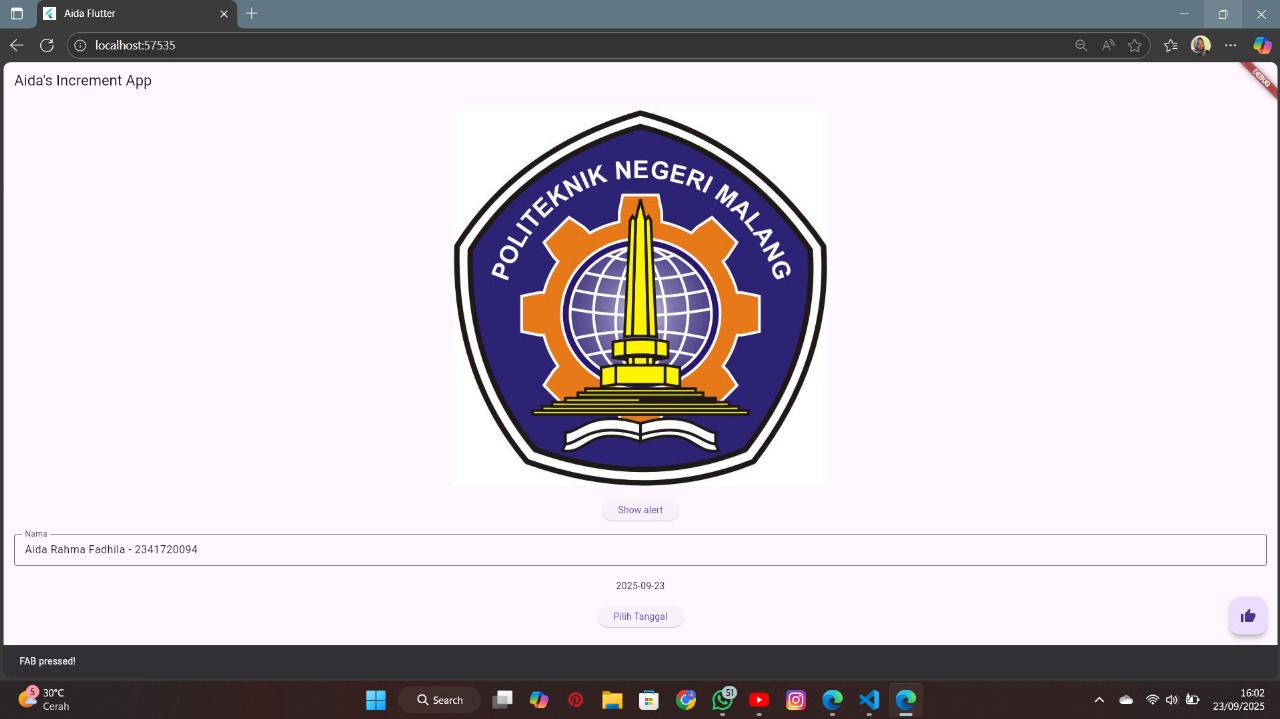 Aida Flutter
localhost:57535
Aida's Increment App
DEBUG
POLITEKNIK NEGERI MALANG
Show alert
Nama
Aida Rahma Fadhila - 2341720094
2025-09-23
Pilih Tanggal
FAB pressed!
5
30°C
Cerah
Search
51
16:02
23/09/2025